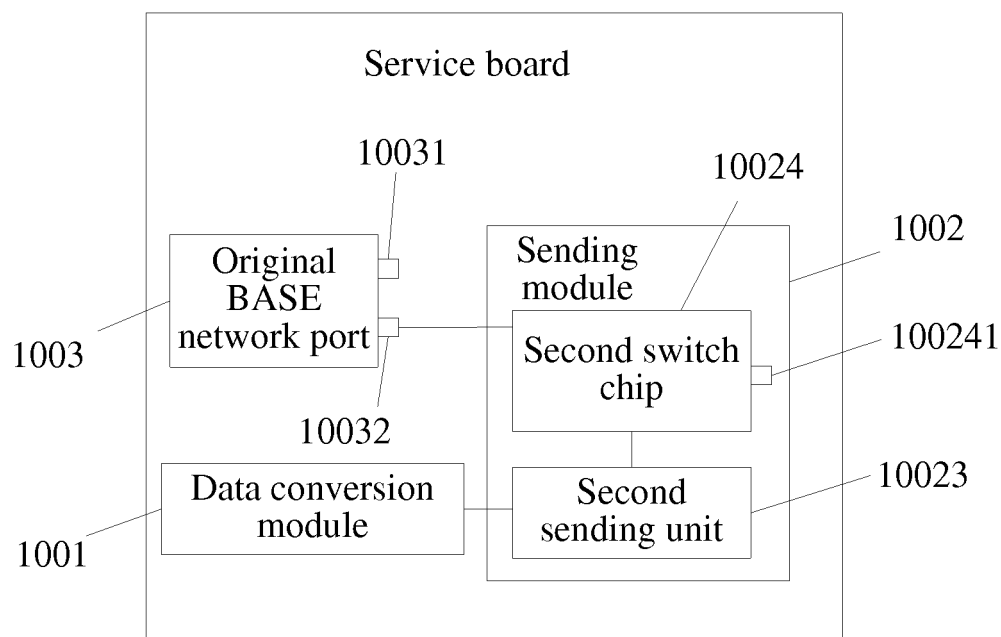 Service board
10031
10024
1002
Original
BASE
network port
Sending
module
1003
Second switch
chip
100241
10032
Data conversion
module
Second
sending unit
10023
1001